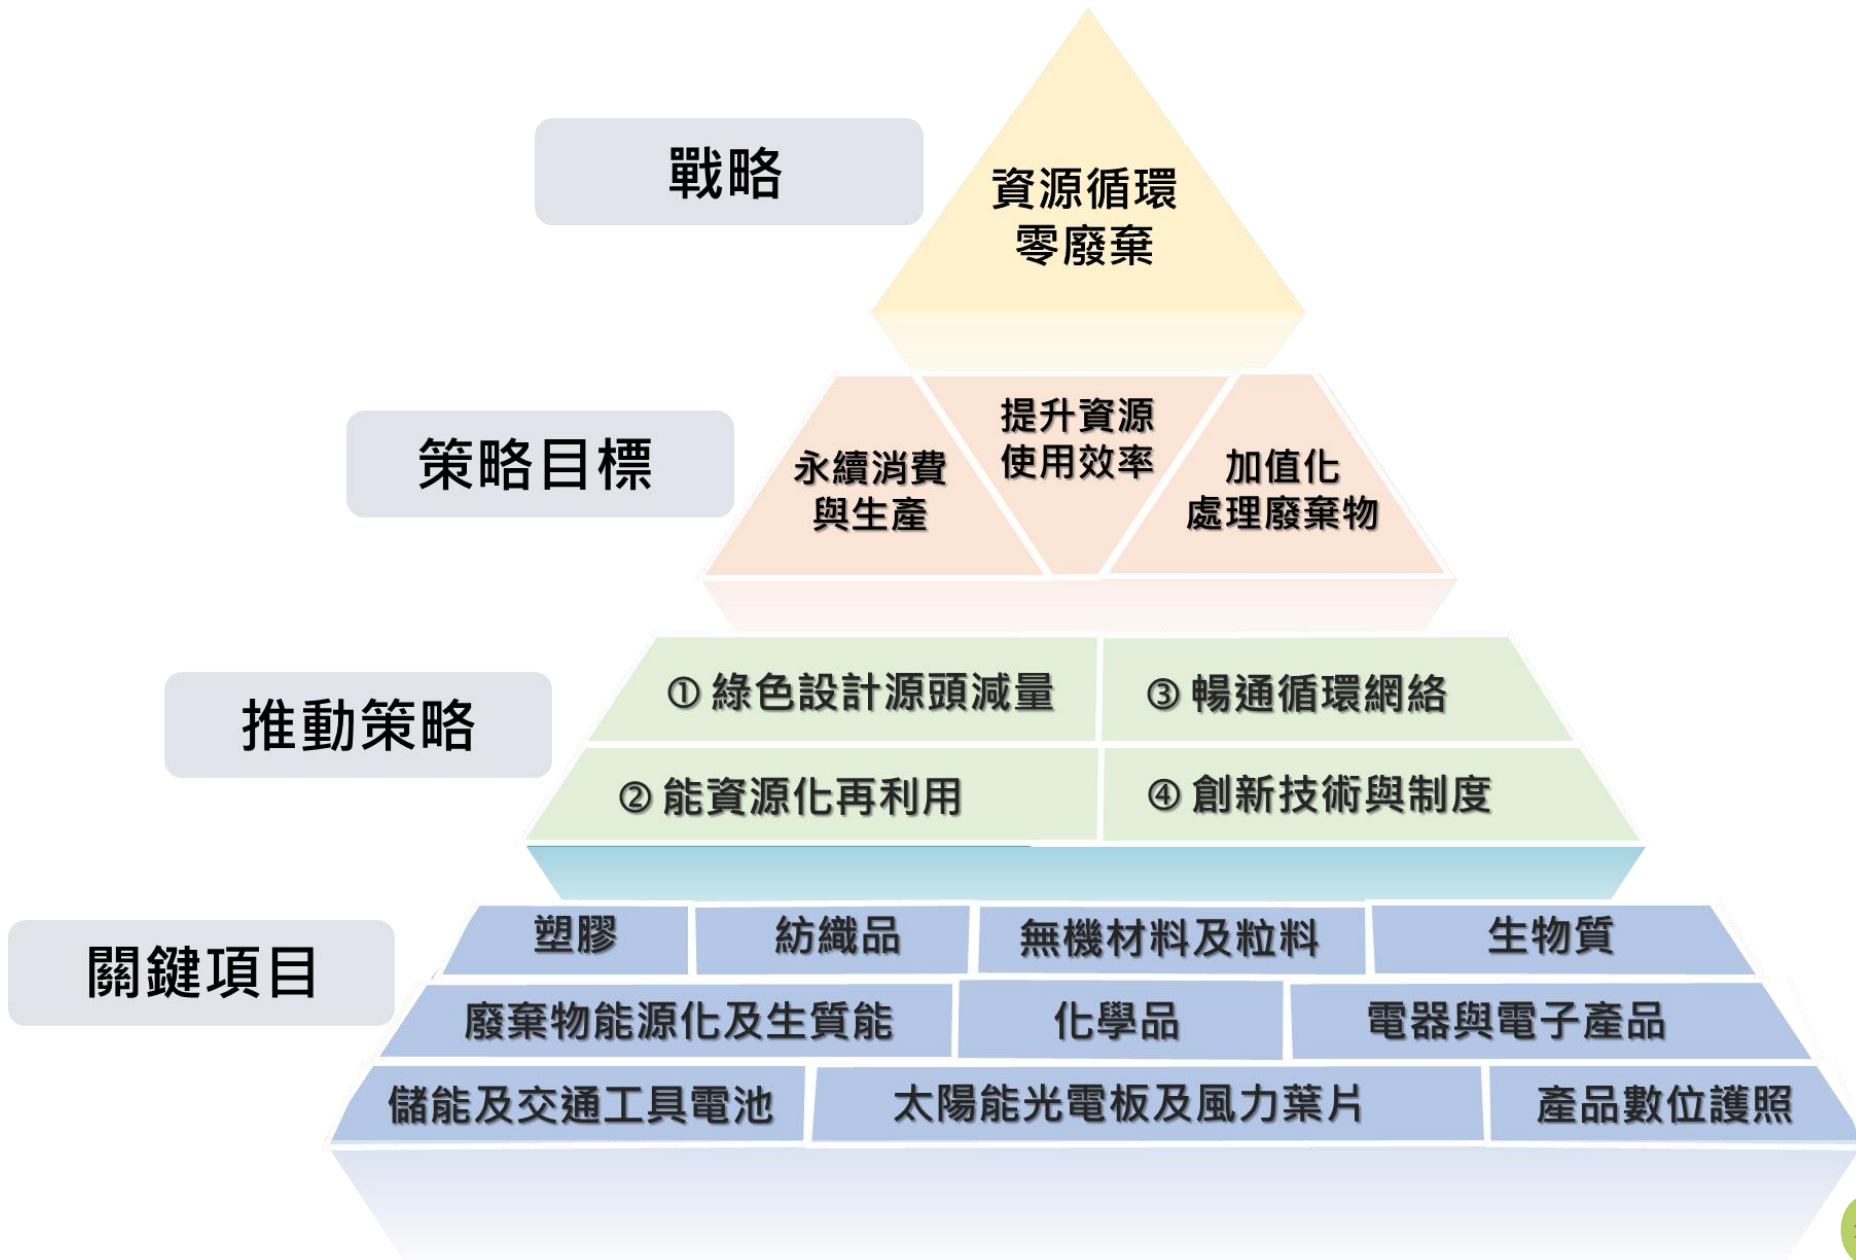 戰略
資源循環
零廢棄
策略目標
永續消費
與生產
提升資源
使用效率
加值化
處理廢棄物
推動策略
① 綠色設計源頭減量
③ 暢通循環網絡
② 能資源化再利用
④ 創新技術與制度
關鍵項目
塑膠
紡織品
無機材料及粒料
生物質
廢棄物能源化及生質能
化學品
電器與電子產品
儲能及交通工具電池
太陽能光電板及風力葉片
產品數位護照